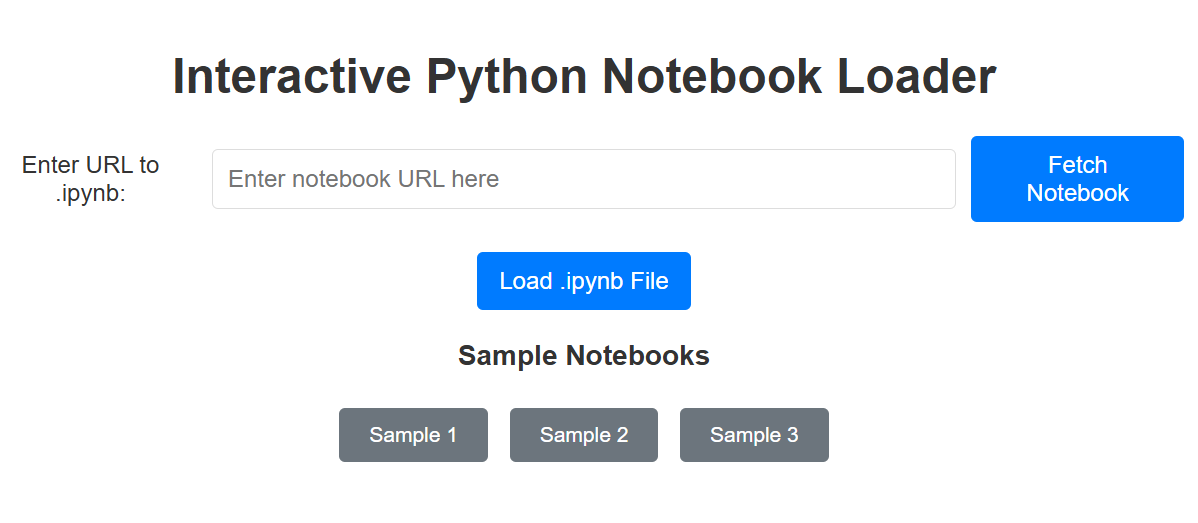 Interactive Python Notebook Loader
Enter URL to
.ipynb:
Enter notebook URL here
Fetch
Notebook
Load .ipynb File
Sample Notebooks
Sample 1
Sample 2
Sample 3